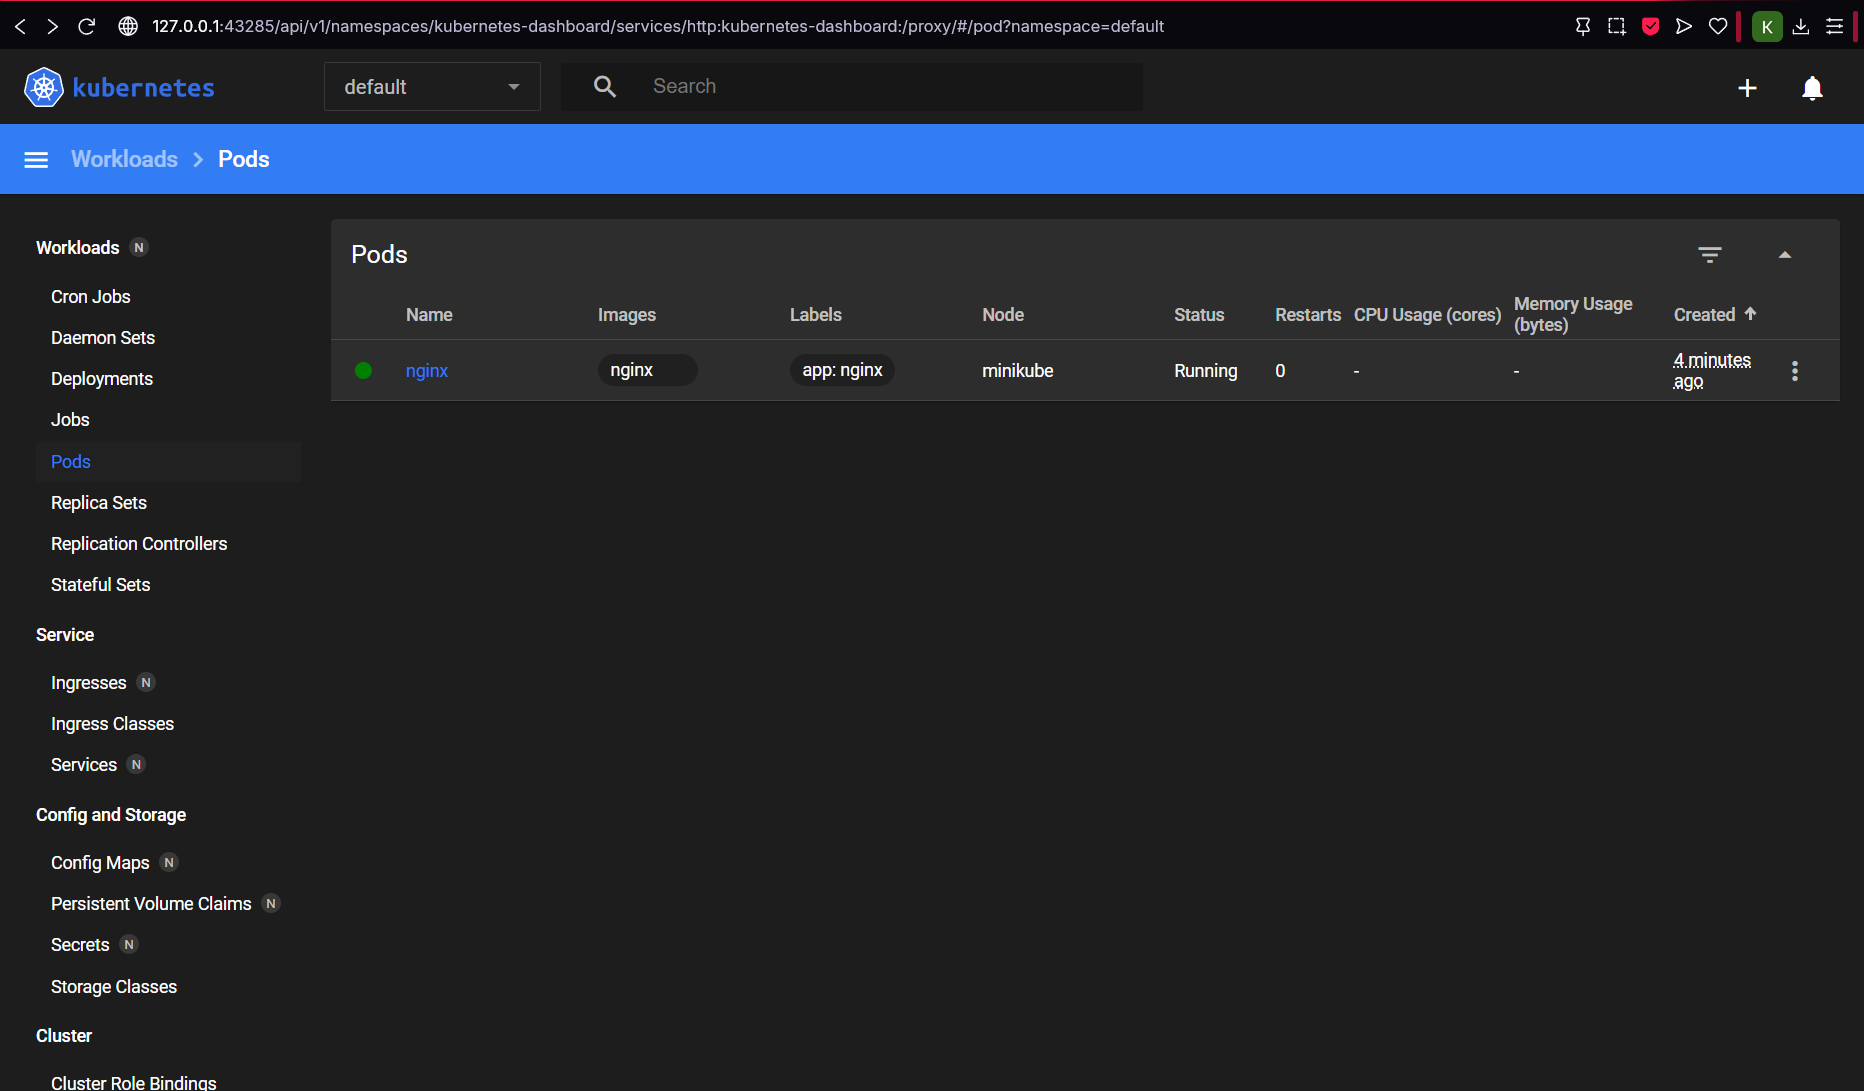 127.0.0.1:43285/api/v1/namespaces/kubernetes-dashboard/services/http:kubernetes-dashboard:/proxy/#/pod?namespace=default
K
kubernetes
default
Search
Workloads
Pods
Workloads N
Cron Jobs
Daemon Sets
Deployments
Jobs
Pods
Replica Sets
Replication Controllers
Stateful Sets
Service
Ingresses N
Ingress Classes
Services N
Config and Storage
Config Maps N
Persistent Volume Claims N
Secrets N
Storage Classes
Cluster
Cluster Role Bindings
Pods
Name Images Labels Node Status Restarts CPU Usage (cores) Memory Usage (bytes) Created
nginx nginx app: nginx minikube Running 0 - - 4 minutes ago